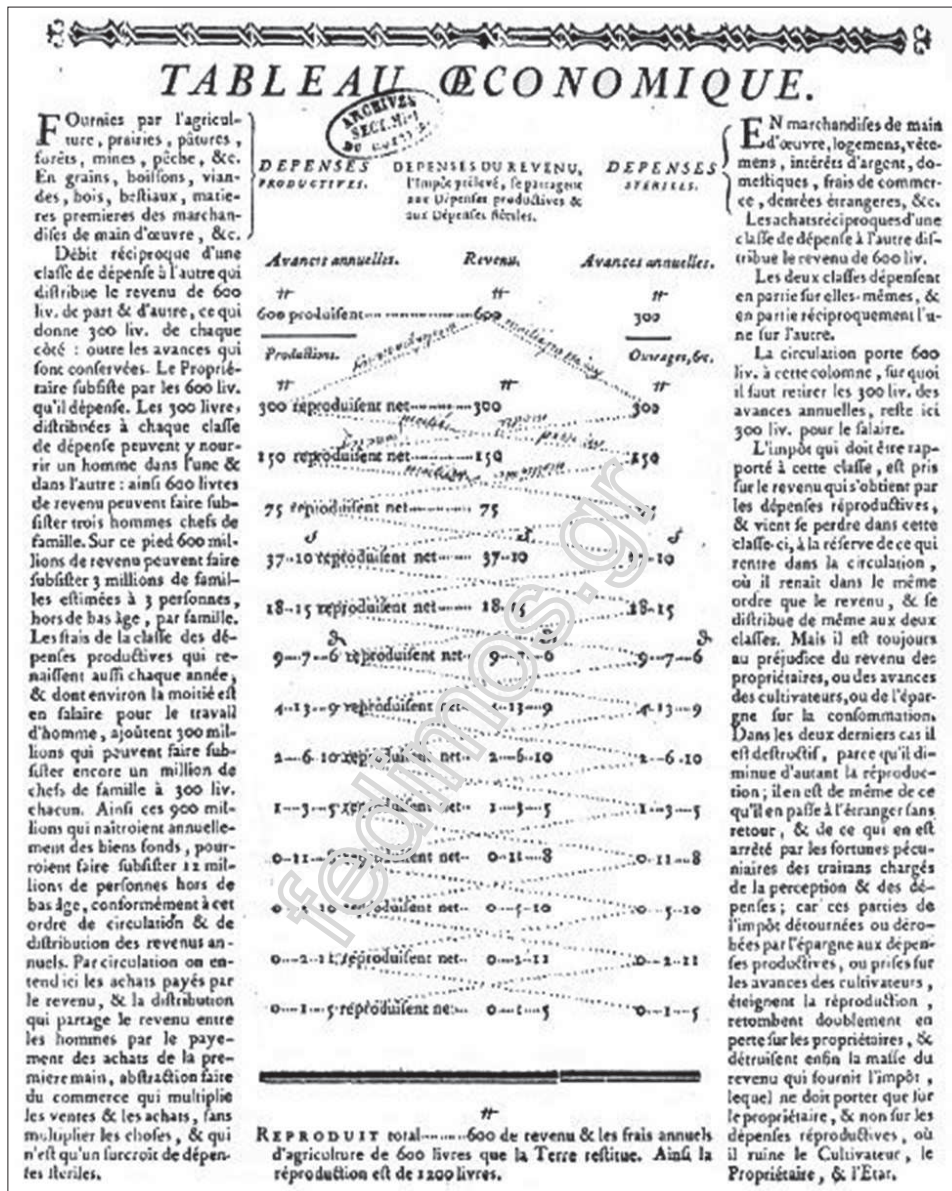 TABLEAU ŒCONOMIQUE.
ARCHIVES
FOurnies par l'agricul-
ture, prairies, pâtures,
forêts, mines, pêche, &c.
En grains, boiſſons, vian-
des, bois, beſtiaux, matie-
res premieres des marchan-
diſes de main d'œuvre, &c.
Débit réciproque d'une
claſſe de dépenſe à l'autre qui
diſtribue le revenu de 600
liv. de part & d'autre, ce qui
donne 300 liv. de chaque
côté : outre les avances qui
ſont conſervées. Le Proprié-
taire ſubſiſte par les 600 liv.
qu'il dépenſe. Les 300 livres
diſtribuées à chaque claſſe
de dépenſe peuvent y nour-
rir un homme dans l'une &
dans l'autre : ainſi 600 livres
de revenu peuvent faire ſub-
ſiſter trois hommes chefs de
famille. Sur ce pied 600 mil-
lions de revenu peuvent faire
ſubſiſter 3 millions de famil-
les eſtimées à 3 perſonnes,
hors de bas âge, par famille.
Les frais de la claſſe des dé-
penſes productives qui re-
naiſſent auſſi chaque année,
& dont environ la moitié eſt
en ſalaire pour le travail
d'homme, ajoûtent 300 mil-
lions qui peuvent faire ſub-
ſiſter encore un million de
chefs de famille à 300 liv.
chacun. Ainſi ces 900 mil-
lions qui naîtroient annuelle-
ment des biens fonds, pour-
roient faire ſubſiſter 12 mil-
lions de perſonnes hors de
bas âge, conformément à cet
ordre de circulation & de
diſtribution des revenus an-
nuels. Par circulation on en-
tend ici les achats payés par
le revenu, & la diſtribution
qui partage le revenu entre
les hommes par le paye-
ment des achats de la pre-
miere main, abſtraction faite
du commerce qui multiplie
les ventes & les achats, ſans
multiplier les choſes, & qui
n'eſt qu'un ſurcroît de dépen-
ſes ſteriles.
DEPENSES PRODUCTIVES.
DEPENSES DU REVENU,
l'Impôt prélevé, ſe partagent
aux Dépenſes productives &
aux Dépenſes ſtériles.
DEPENSES STÉRILES.
Avances annuelles. Revenu. Avances annuelles.
₶ ₶ ₶
600 produiſent 600 300
Productions. Ouvrages, &c.
₶ ₶ ₶
300 reproduiſent net 300 300
150 reproduiſent net 150 150
75 reproduiſent net 75 75
37-10 reproduiſent net 37-10 37-10
18-15 reproduiſent net 18-15 18-15
9-7-6 reproduiſent net 9-7-6 9-7-6
4-13-9 reproduiſent net 4-13-9 4-13-9
2-6-10 reproduiſent net 2-6-10 2-6-10
1-3-5 reproduiſent net 1-3-5 1-3-5
0-11-8 reproduiſent net 0-11-8 0-11-8
0-5-10 reproduiſent net 0-5-10 0-5-10
0-2-11 reproduiſent net 0-2-11 0-2-11
0-1-5 reproduiſent net 0-1-5 0-1-5
₶
REPRODUIT total 600 de revenu & les frais annuels
d'agriculture de 600 livres que la Terre reſtitue. Ainſi la
réproduction eſt de 1200 livres.
EN marchandiſes de main
d'œuvre, logemens, vête-
mens, intérêts d'argent, do-
meſtiques, frais de commer-
ce, denrées étrangeres, &c.
Les achats réciproques d'une
claſſe de dépenſe à l'autre diſ-
tribue le revenu de 600 liv.
Les deux claſſes dépenſent
en partie ſur elles-mêmes, &
en partie réciproquement l'u-
ne ſur l'autre.
La circulation porte 600
liv. à cette colomne, ſur quoi
il faut retirer les 300 liv. des
avances annuelles, reſte ici
300 liv. pour le ſalaire.
L'impôt qui doit être rap-
porté à cette claſſe, eſt pris
ſur le revenu qui s'obtient par
les dépenſes réproductives,
& vient ſe perdre dans cette
claſſe-ci, à la réſerve de ce qui
rentre dans la circulation,
où il renaît dans le même
ordre que le revenu, & ſe
diſtribue de même aux deux
claſſes. Mais il eſt toujours
au préjudice du revenu des
propriétaires, ou des avances
des cultivateurs, ou de l'épar-
gne ſur la conſommation.
Dans les deux derniers cas il
eſt deſtructif, parce qu'il di-
minue d'autant la réproduc-
tion ; il en eſt de même de ce
qu'il en paſſe à l'étranger ſans
retour, & de ce qui en eſt
arrêté par les fortunes pécu-
niaires des traitans chargés
de la perception & des dé-
penſes ; car ces parties de
l'impôt détournées ou déro-
bées par l'épargne aux dépen-
ſes productives, ou priſes ſur
les avances des cultivateurs,
éteignent la réproduction,
retombent doublement en
perte ſur les propriétaires, &
détruiſent enfin la maſſe du
revenu qui fournit l'impôt,
lequel ne doit porter que ſur
le propriétaire, & non ſur les
dépenſes réproductives, où
il ruine le Cultivateur, le
Propriétaire, & l'Etat.
fedimos.gr